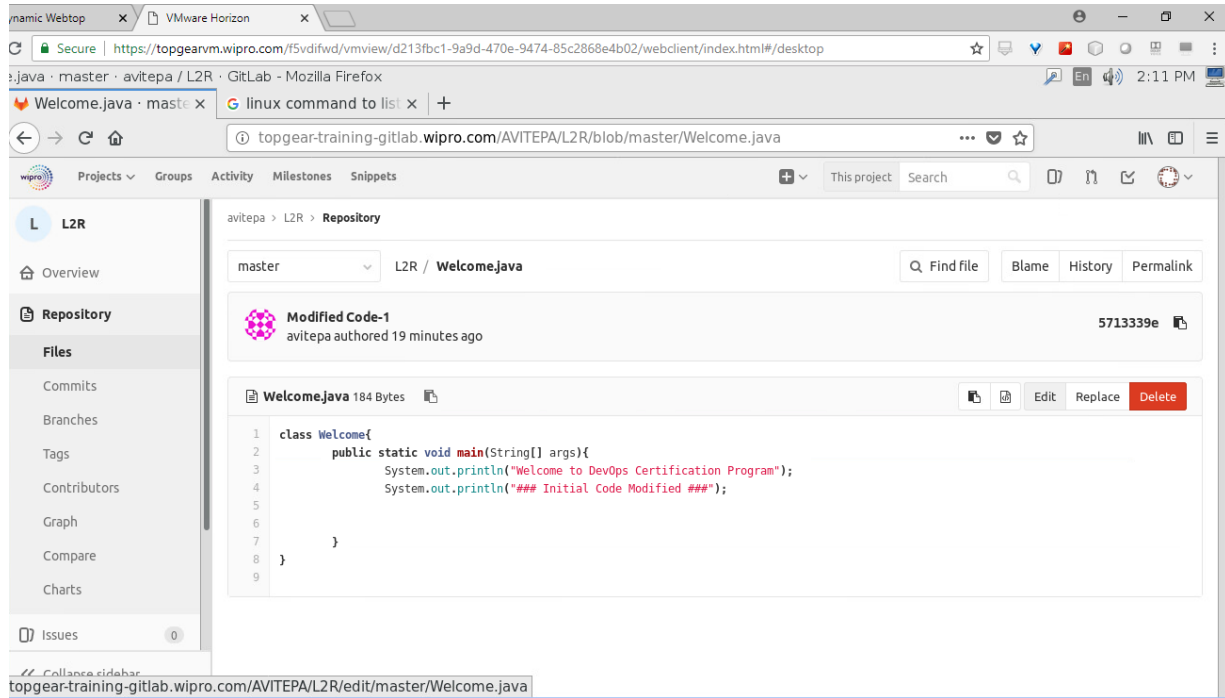 ynamic Webtop × VMware Horizon ×
Secure https://topgearvm.wipro.com/f5vdifwd/vmview/d213fbc1-9a9d-470e-9474-85c2868e4b02/webclient/index.html#/desktop
e.java · master · avitepa / L2R · GitLab - Mozilla Firefox En 2:11 PM
Welcome.java · maste × G linux command to list × +
topgear-training-gitlab.wipro.com/AVITEPA/L2R/blob/master/Welcome.java
wipro Projects Groups Activity Milestones Snippets This project Search
L L2R
avitepa > L2R > Repository
master L2R / Welcome.java Find file Blame History Permalink
Overview
Repository
Files
Commits
Branches
Tags
Contributors
Graph
Compare
Charts
Issues 0
Collapse sidebar
Modified Code-1
avitepa authored 19 minutes ago
5713339e
Welcome.java 184 Bytes Edit Replace Delete
1 class Welcome{
2 public static void main(String[] args){
3 System.out.println("Welcome to DevOps Certification Program");
4 System.out.println("### Initial Code Modified ###");
5
6
7 }
8 }
9
topgear-training-gitlab.wipro.com/AVITEPA/L2R/edit/master/Welcome.java